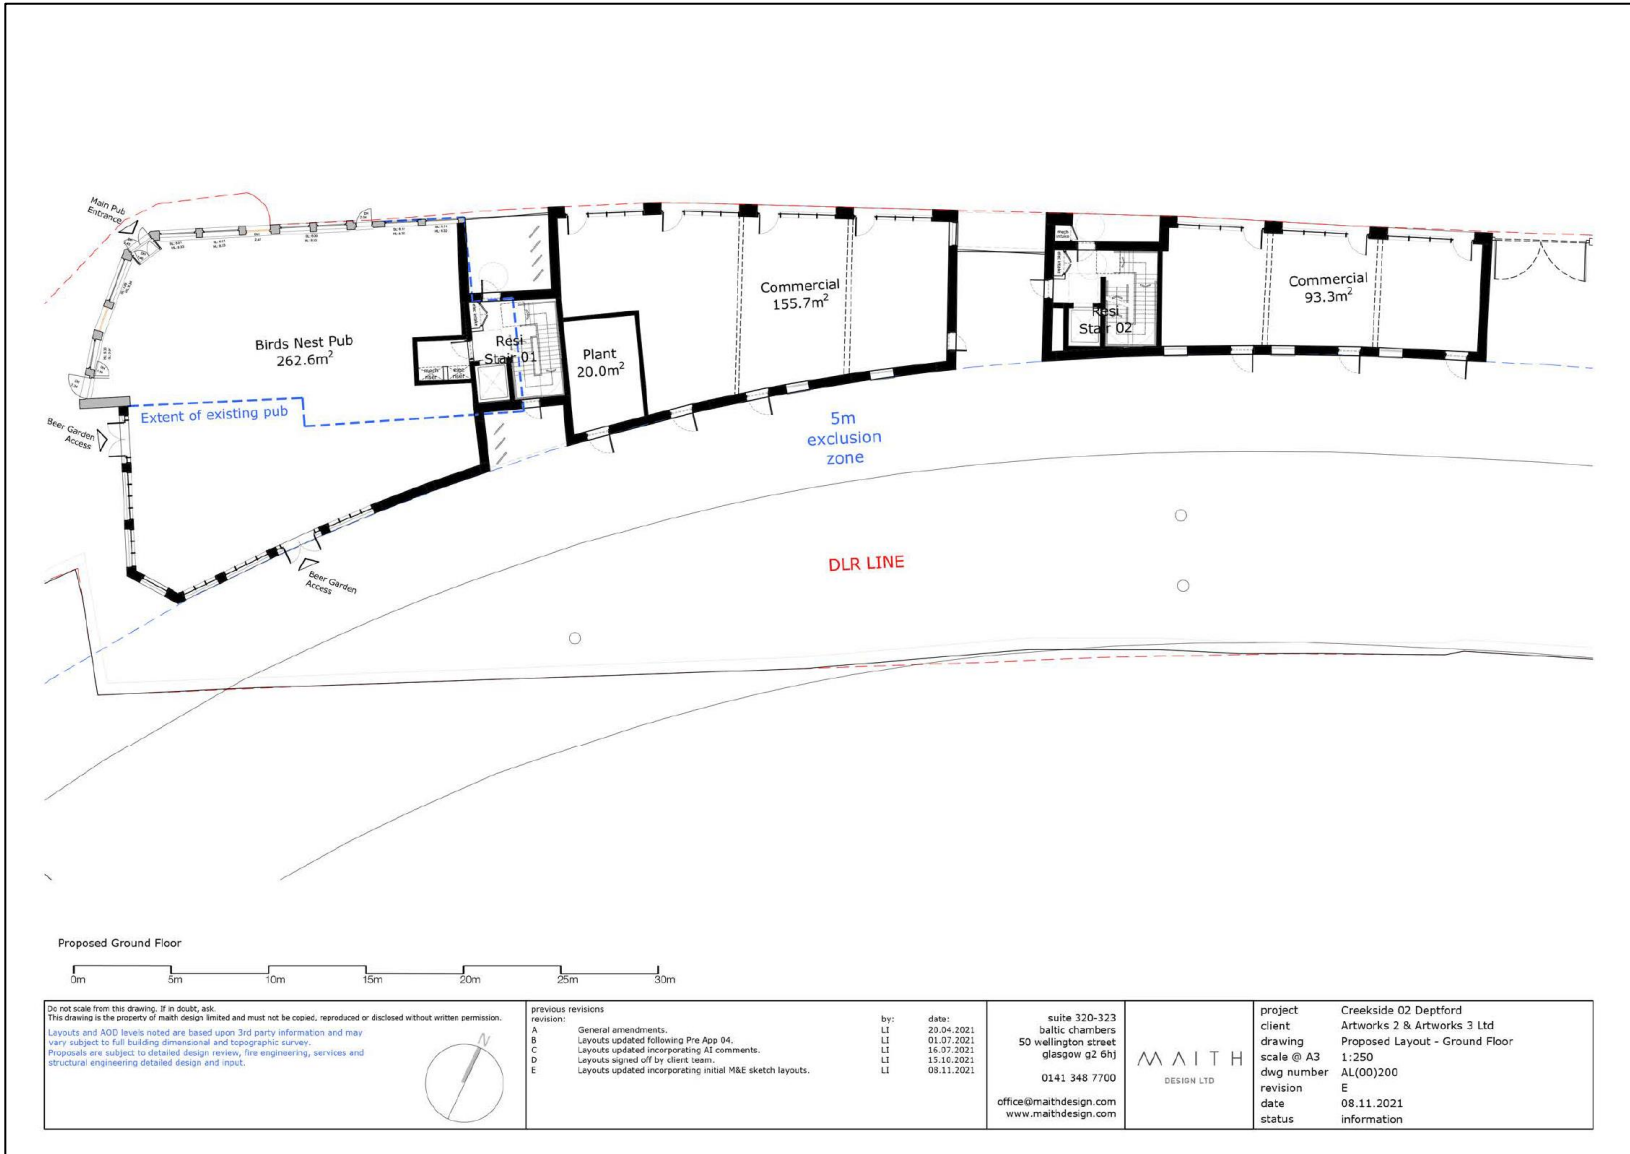 Main Pub
Entrance
Birds Nest Pub
262.6m²
Extent of existing pub
Beer Garden
Access
Beer Garden
Access
Resi
Stair 01
Plant
20.0m²
Commercial
155.7m²
Resi
Stair 02
Commercial
93.3m²
5m
exclusion
zone
DLR LINE
Proposed Ground Floor
0m 5m 10m 15m 20m 25m 30m
Do not scale from this drawing. If in doubt, ask.
This drawing is the property of maith design limited and must not be copied, reproduced or disclosed without written permission.
Layouts and AOD levels noted are based upon 3rd party information and may
vary subject to full building dimensional and topographic survey.
Proposals are subject to detailed design review, fire engineering, services and
structural engineering detailed design and input.
N
previous revisions
revision: by: date:
A General amendments. LI 20.04.2021
B Layouts updated following Pre App 04. LI 01.07.2021
C Layouts updated incorporating AI comments. LI 16.07.2021
D Layouts signed off by client team. LI 15.10.2021
E Layouts updated incorporating initial M&E sketch layouts. LI 08.11.2021
suite 320-323
baltic chambers
50 wellington street
glasgow g2 6hj
0141 348 7700
office@maithdesign.com
www.maithdesign.com
MAITH
DESIGN LTD
project Creekside 02 Deptford
client Artworks 2 & Artworks 3 Ltd
drawing Proposed Layout - Ground Floor
scale @ A3 1:250
dwg number AL(00)200
revision E
date 08.11.2021
status information